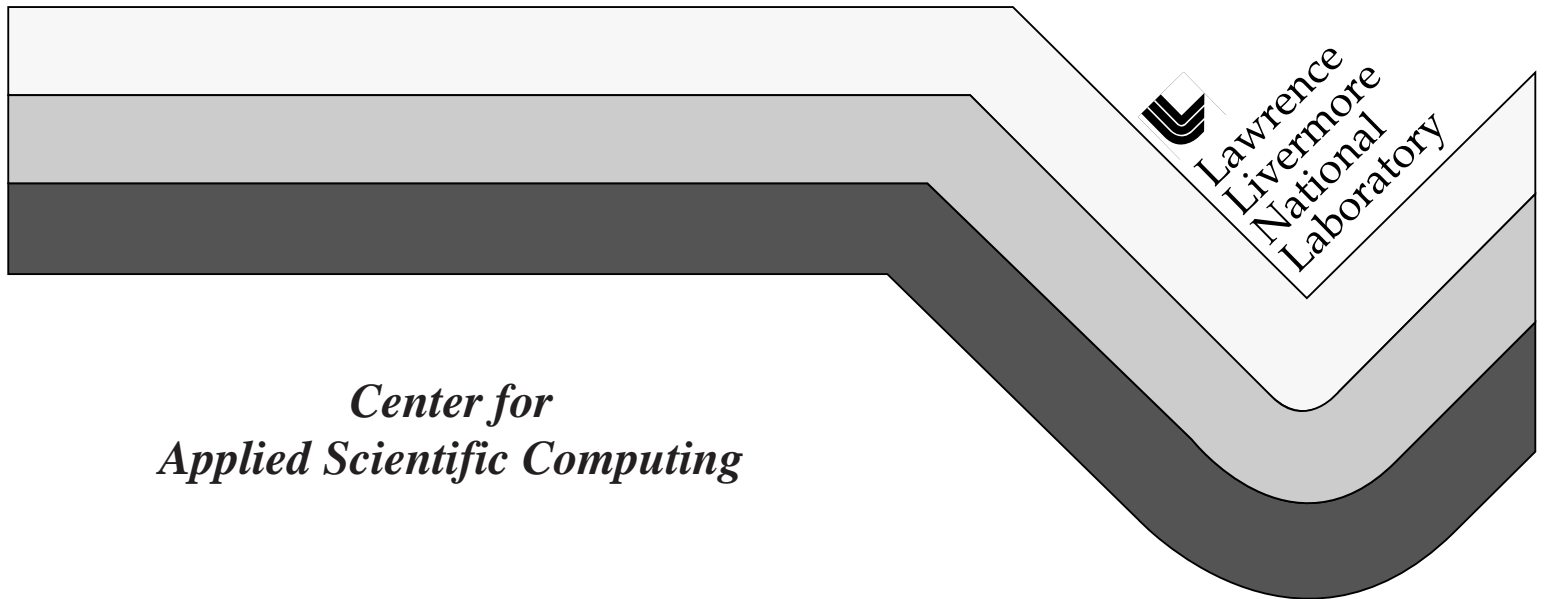 Lawrence
Livermore
National
Laboratory
Center for
Applied Scientific Computing